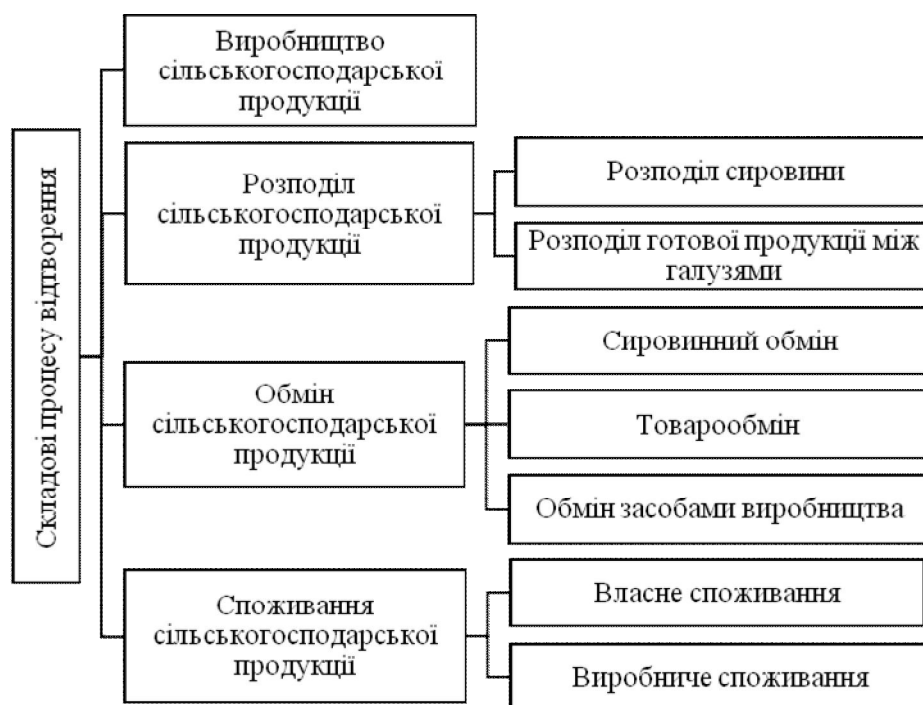 Складові процесу відтворення
Виробництво
сільськогосподарської
продукції
Розподіл
сільськогосподарської
продукції
Розподіл сировини
Розподіл готової продукції між
галузями
Обмін
сільськогосподарської
продукції
Сировинний обмін
Товарообмін
Обмін засобами виробництва
Споживання
сільськогосподарської
продукції
Власне споживання
Виробниче споживання